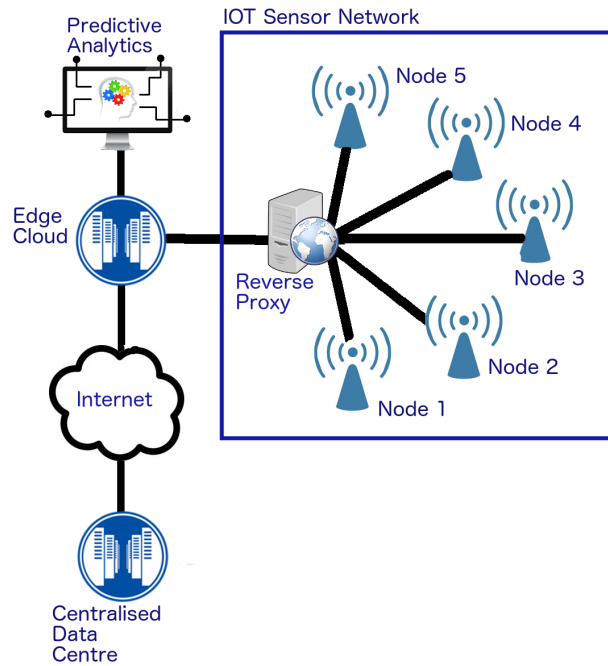 IOT Sensor Network
Predictive
Analytics
Node 5
Node 4
Edge
Cloud
Node 3
Reverse
Proxy
Node 2
Internet
Node 1
Centralised
Data
Centre